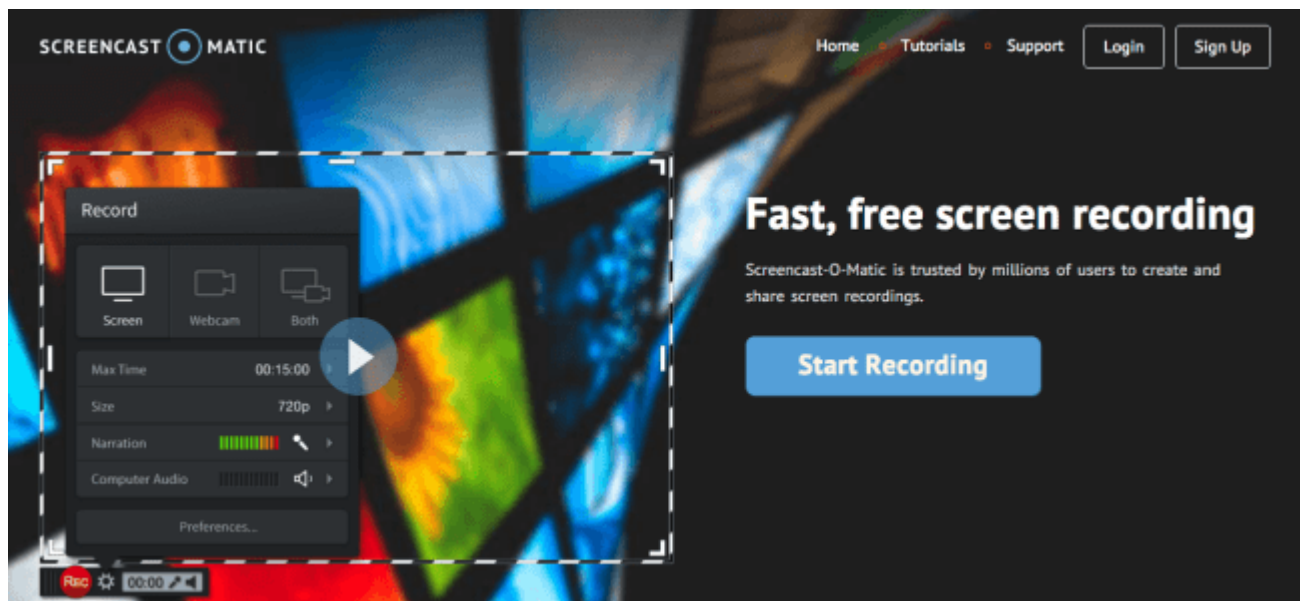 SCREENCAST O MATIC
Home Tutorials Support Login Sign Up
Record
Screen Webcam Both
Max Time 00:15:00
Size 720p
Narration
Computer Audio
Preferences...
REC 00:00
Fast, free screen recording
Screencast-O-Matic is trusted by millions of users to create and
share screen recordings.
Start Recording